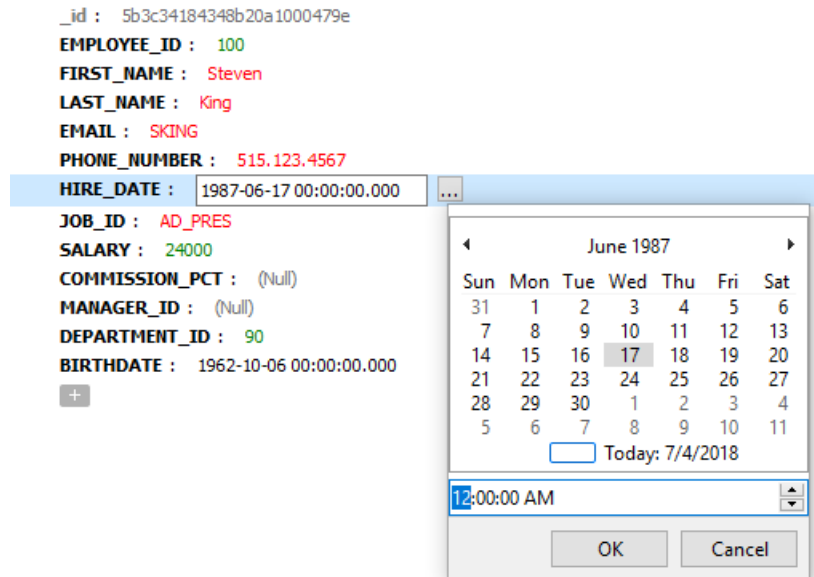 _id : 5b3c34184348b20a1000479e
EMPLOYEE_ID : 100
FIRST_NAME : Steven
LAST_NAME : King
EMAIL : SKING
PHONE_NUMBER : 515.123.4567
HIRE_DATE : 1987-06-17 00:00:00.000 ...
JOB_ID : AD_PRES
SALARY : 24000
COMMISSION_PCT : (Null)
MANAGER_ID : (Null)
DEPARTMENT_ID : 90
BIRTHDATE : 1962-10-06 00:00:00.000
+
June 1987
Sun Mon Tue Wed Thu Fri Sat
31 1 2 3 4 5 6
7 8 9 10 11 12 13
14 15 16 17 18 19 20
21 22 23 24 25 26 27
28 29 30 1 2 3 4
5 6 7 8 9 10 11
Today: 7/4/2018
12:00:00 AM
OK Cancel